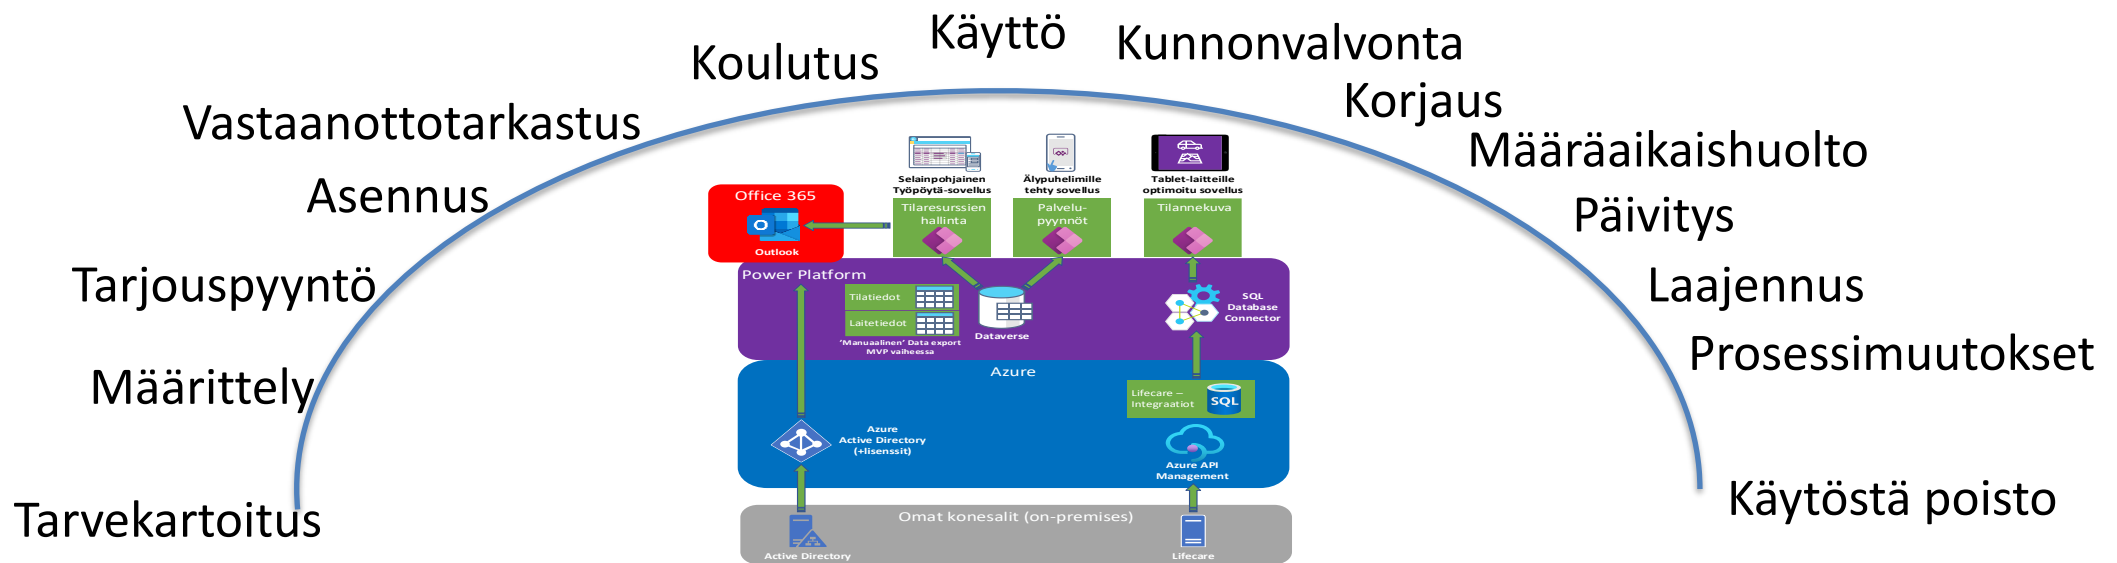 Tarvekartoitus
Määrittely
Tarjouspyyntö
Asennus
Vastaanottotarkastus
Koulutus
Käyttö
Kunnonvalvonta
Korjaus
Määräaikaishuolto
Päivitys
Laajennus
Prosessimuutokset
Käytöstä poisto
Selainpohjainen
Työpöytä-sovellus
Älypuhelimille
tehty sovellus
Tablet-laitteille
optimoitu sovellus
Office 365
Outlook
Tilaresurssien
hallinta
Palvelu-
pyynnöt
Tilannekuva
Power Platform
Tilatiedot
Laitetiedot
'Manuaalinen' Data export
MVP vaiheessa
Dataverse
SQL
Database
Connector
Azure
Lifecare –
Integraatiot
SQL
Azure
Active Directory
(+lisenssit)
Azure API
Management
Omat konesalit (on-premises)
Active Directory
Lifecare